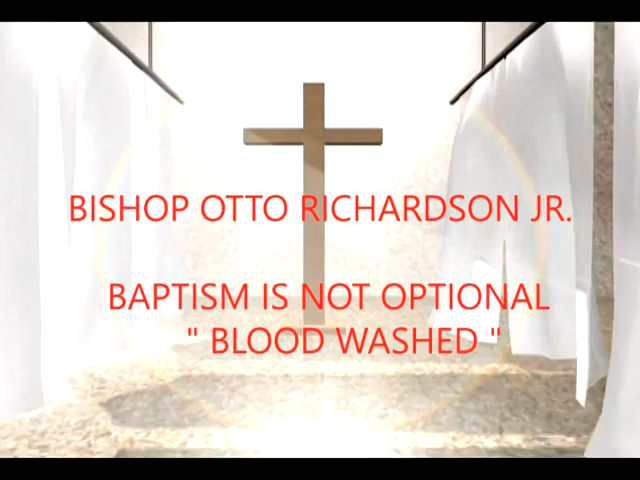 BISHOP OTTO RICHARDSON JR.
BAPTISM IS NOT OPTIONAL
" BLOOD WASHED "